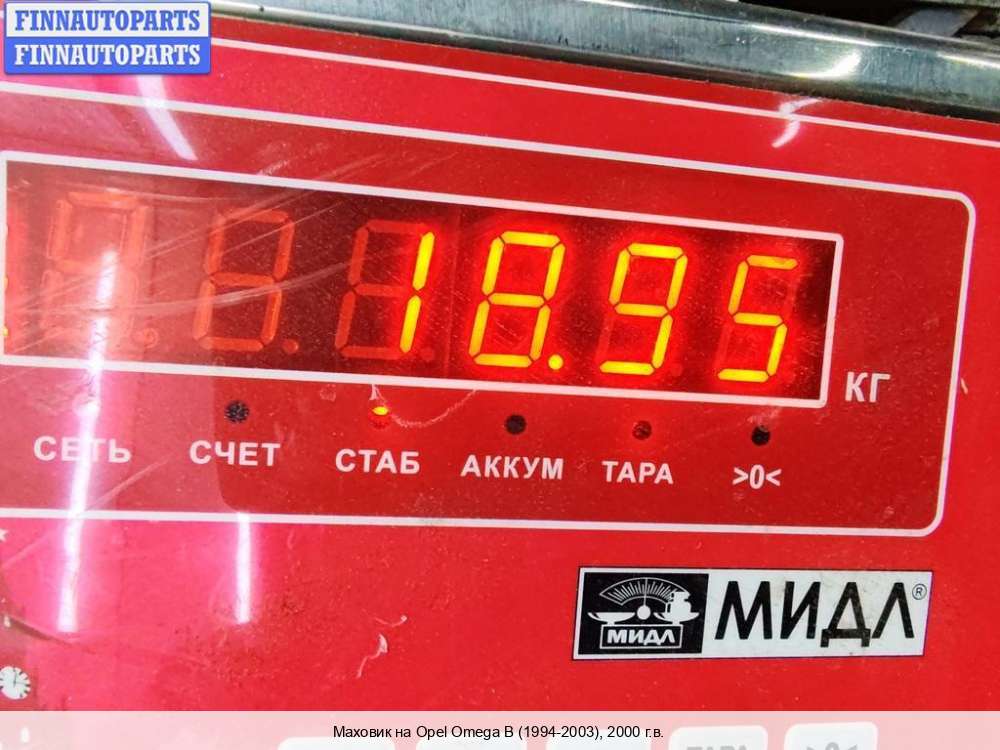 FINNAUTOPARTS
FINNAUTOPARTS
18.95
КГ
СЕТЬ СЧЕТ СТАБ АККУМ ТАРА >0<
МИДЛ МИДЛ®
Маховик на Opel Omega B (1994-2003), 2000 г.в.